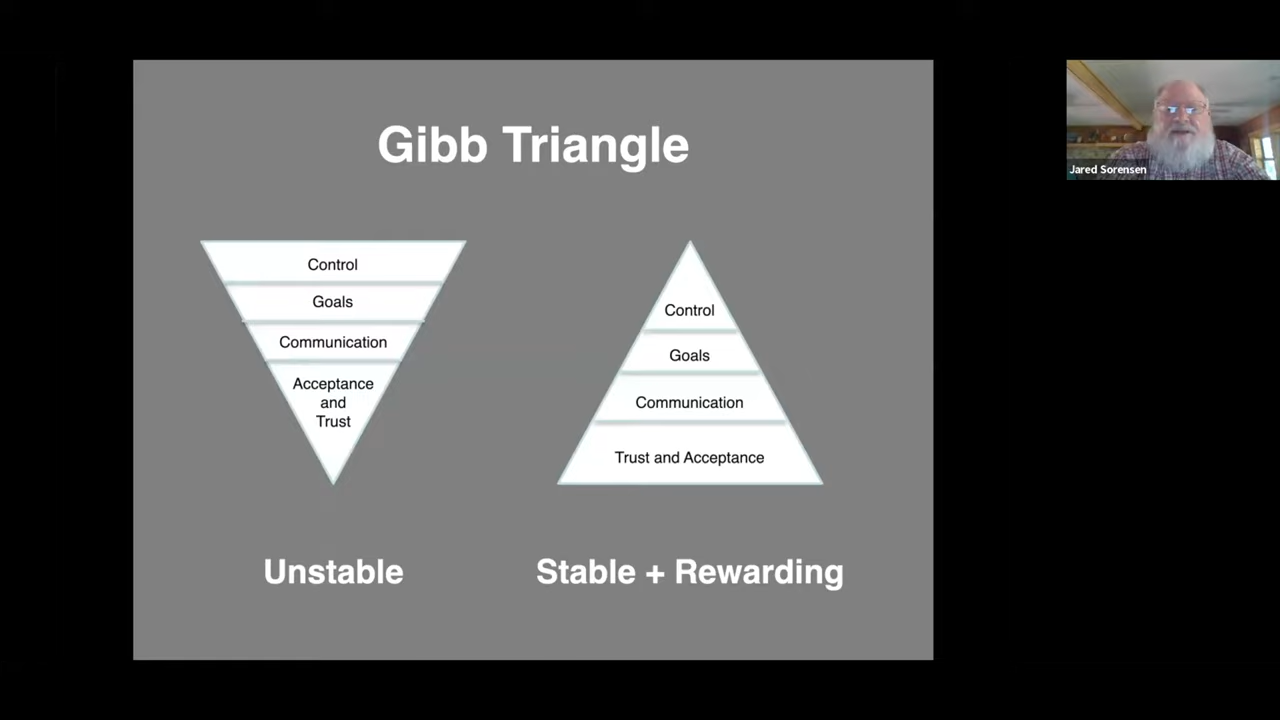 Gibb Triangle
Control
Goals
Communication
Acceptance
and
Trust
Unstable
Control
Goals
Communication
Trust and Acceptance
Stable + Rewarding
Jared Sorensen